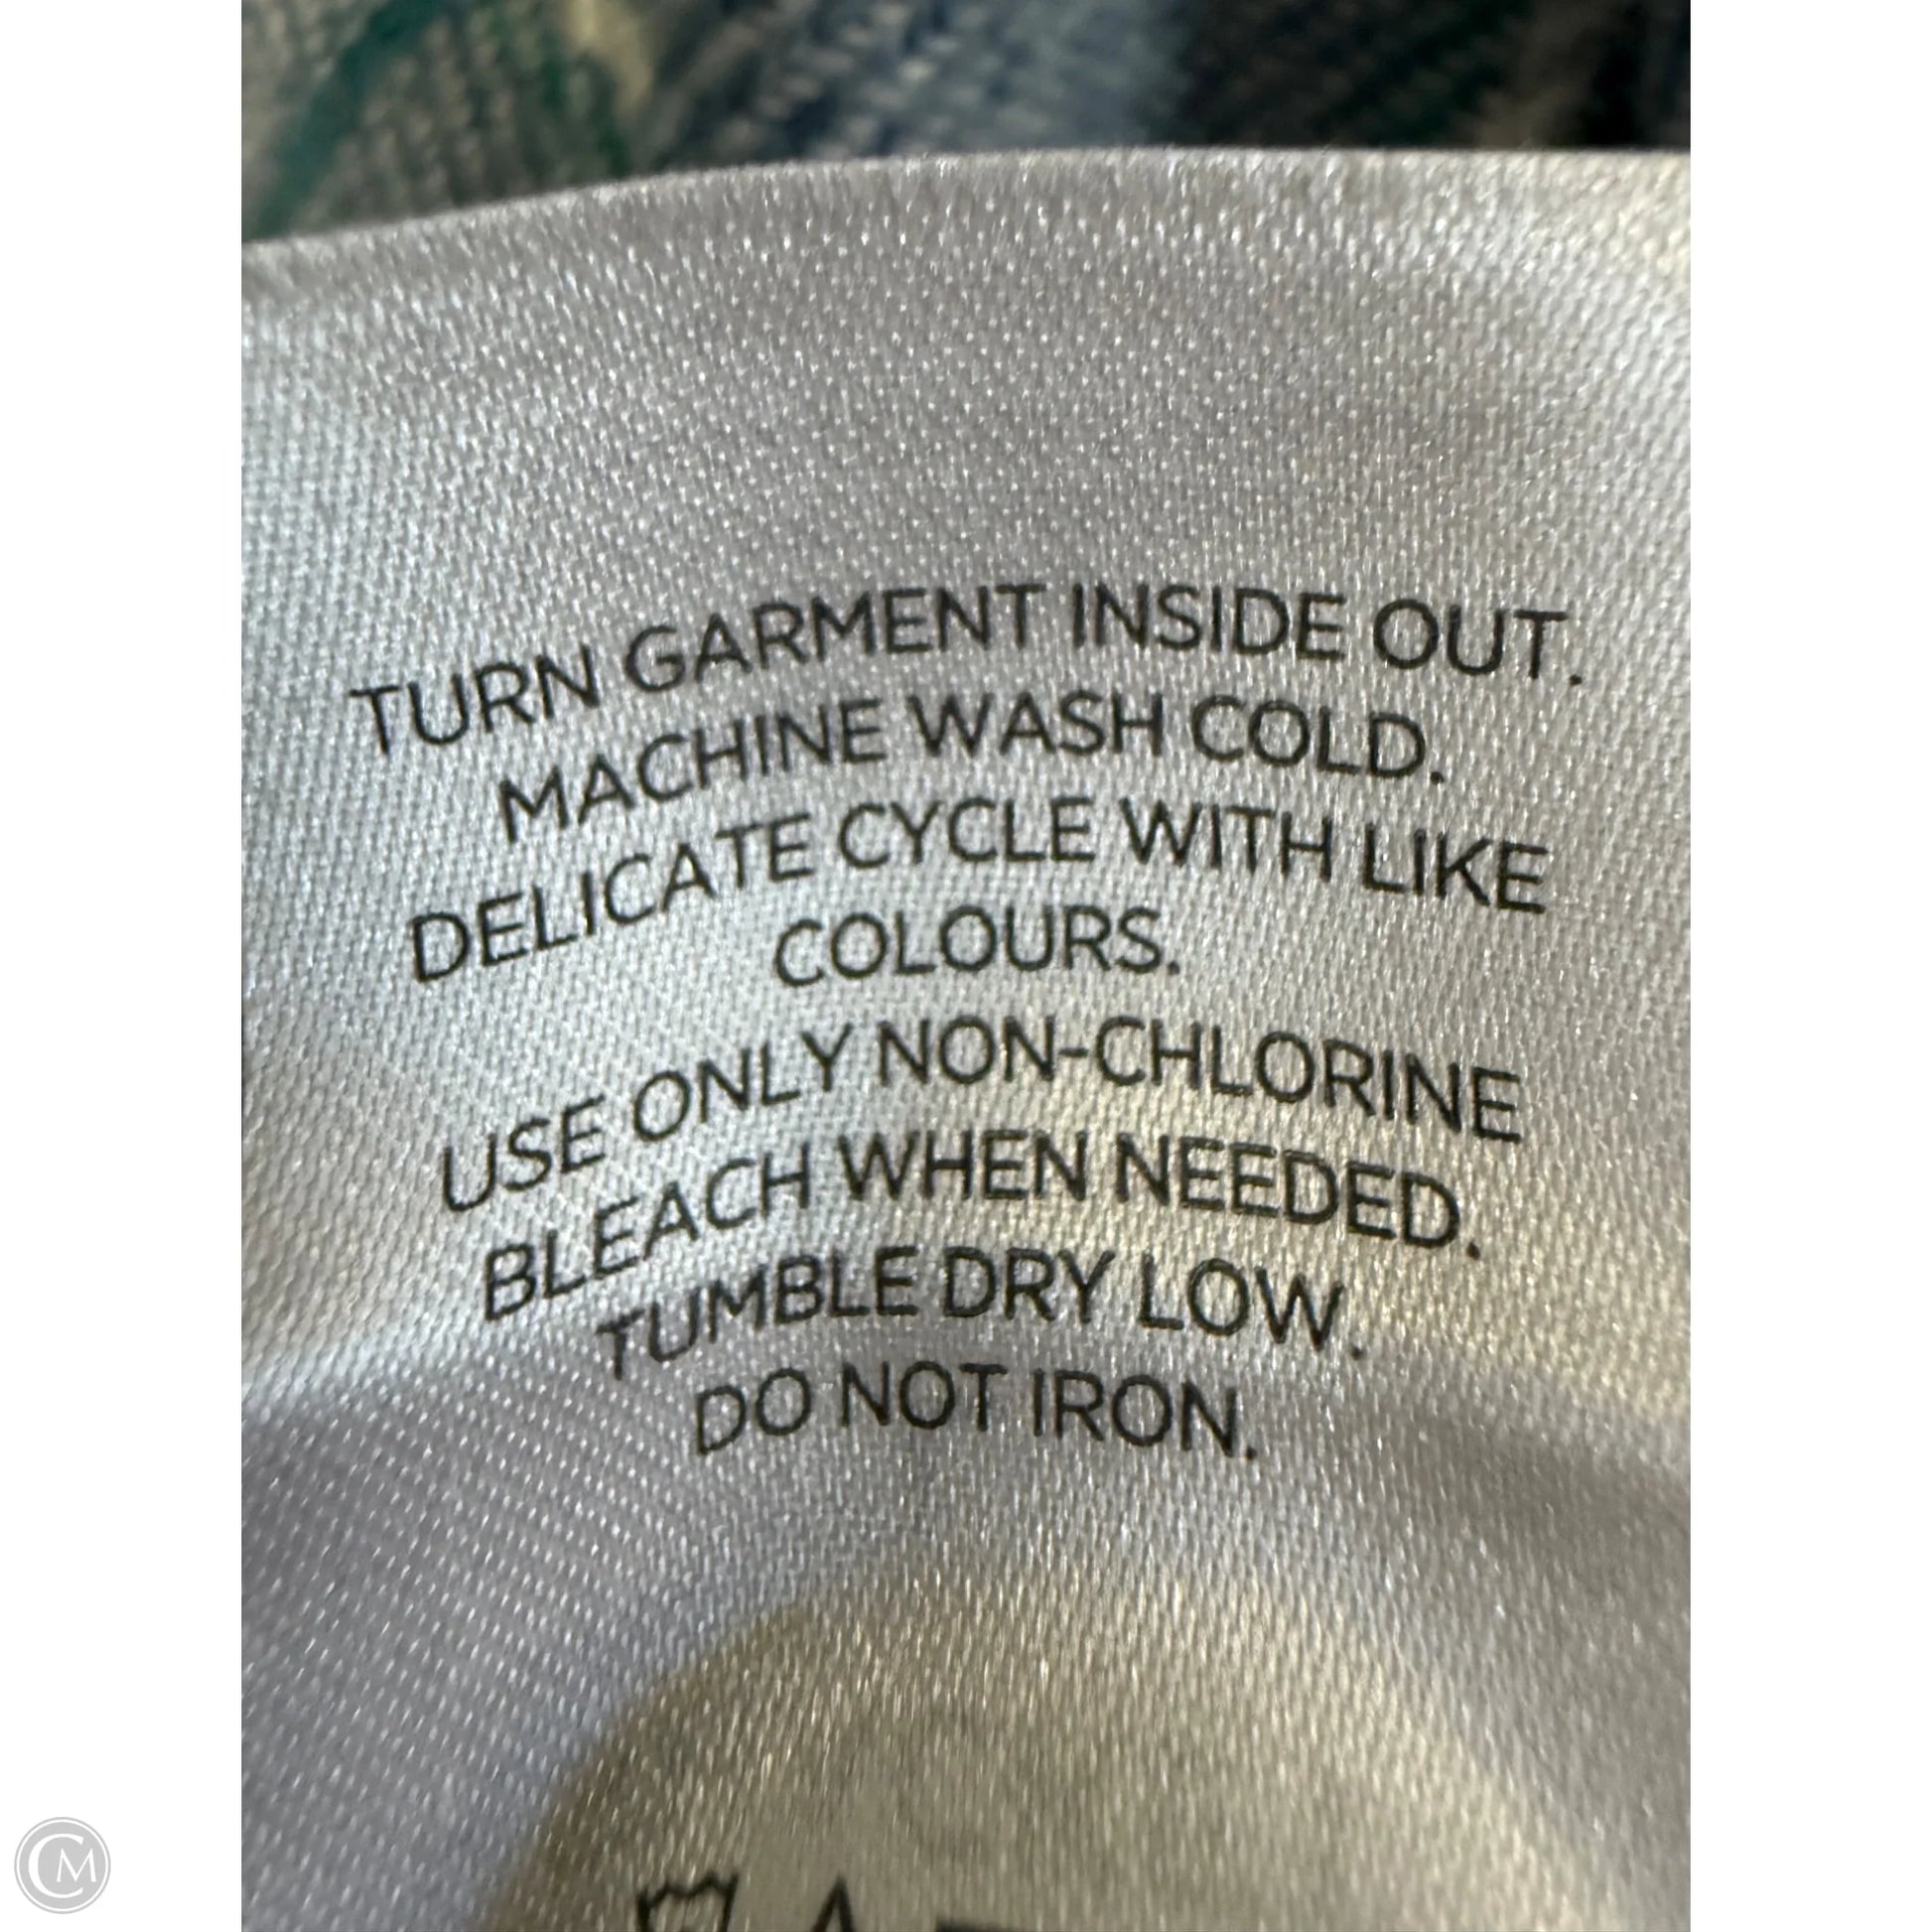 TURN GARMENT INSIDE OUT.
MACHINE WASH COLD.
DELICATE CYCLE WITH LIKE
COLOURS.
USE ONLY NON-CHLORINE
BLEACH WHEN NEEDED.
TUMBLE DRY LOW.
DO NOT IRON.
CM